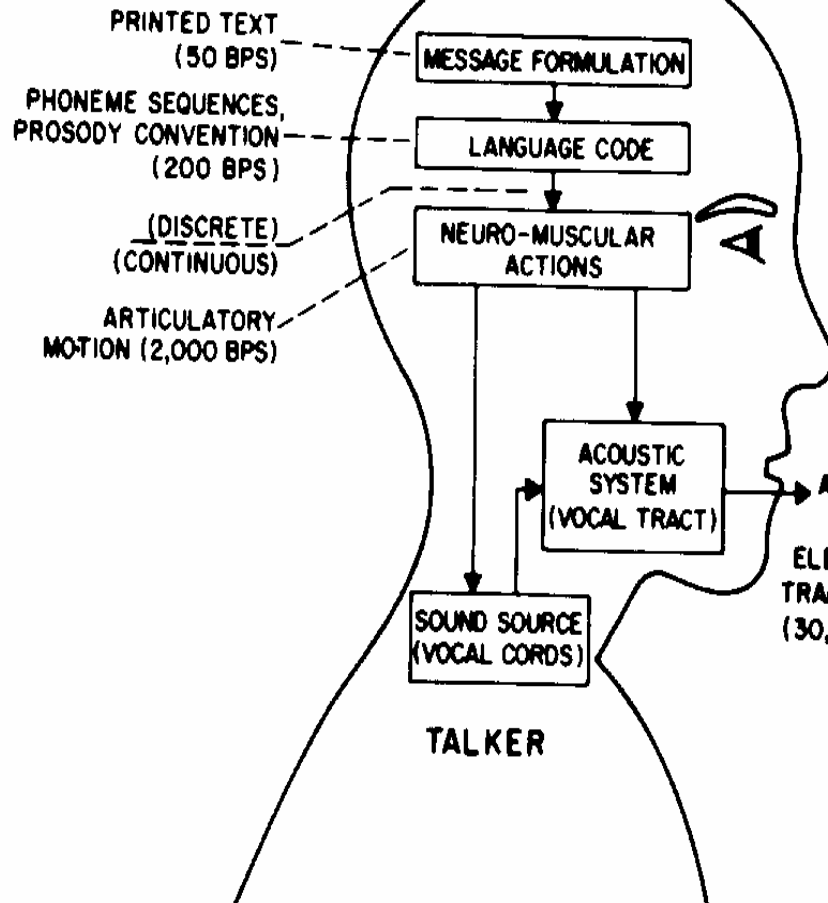 PRINTED TEXT
(50 BPS)
MESSAGE FORMULATION
PHONEME SEQUENCES,
PROSODY CONVENTION
(200 BPS)
LANGUAGE CODE
(DISCRETE)
(CONTINUOUS)
NEURO-MUSCULAR
ACTIONS
ARTICULATORY
MOTION (2,000 BPS)
ACOUSTIC
SYSTEM
(VOCAL TRACT)
SOUND SOURCE
(VOCAL CORDS)
TALKER